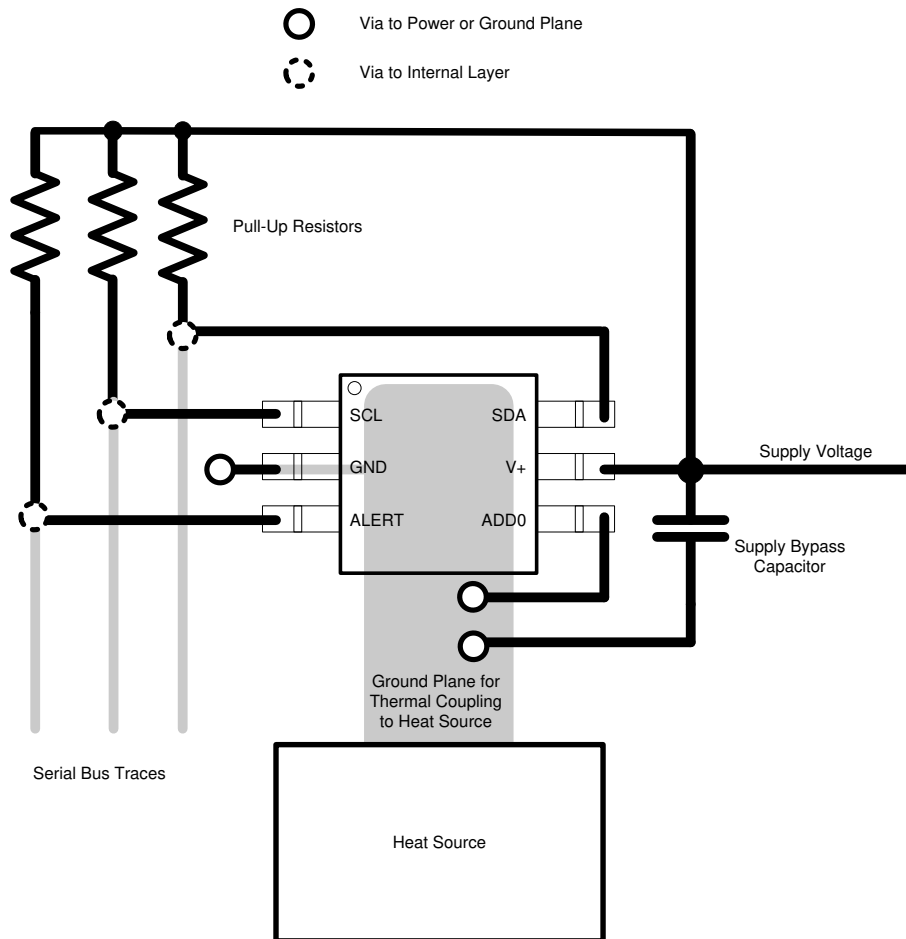 Via to Power or Ground Plane
Via to Internal Layer
Pull-Up Resistors
SCL
SDA
GND
V+
ALERT
ADD0
Supply Voltage
Supply Bypass
Capacitor
Ground Plane for
Thermal Coupling
to Heat Source
Serial Bus Traces
Heat Source